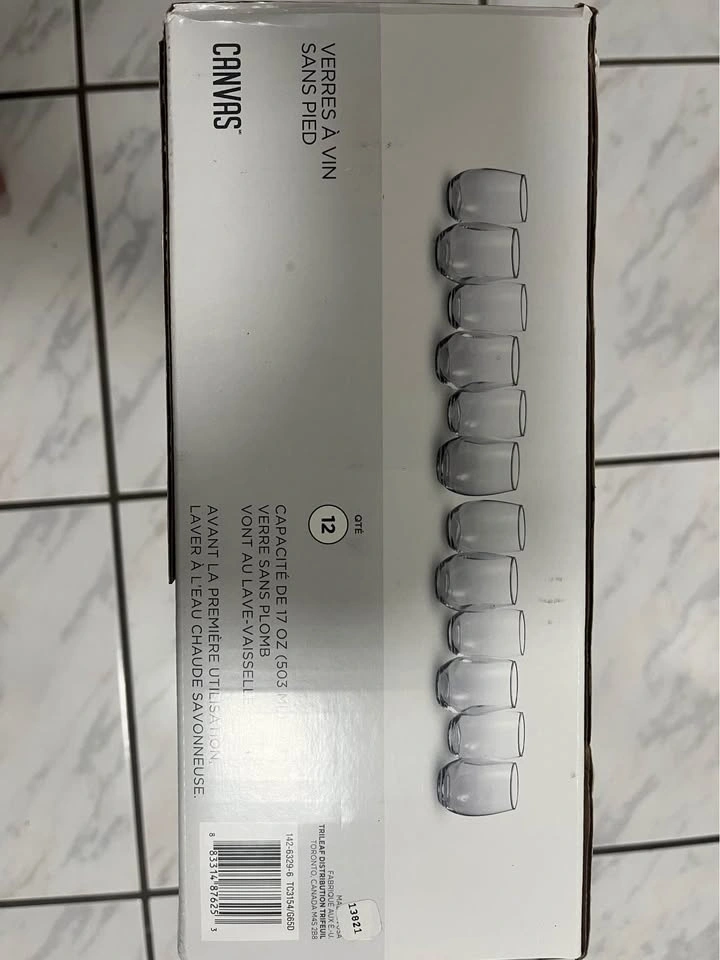 CANVAS™
VERRES À VIN
SANS PIED
QTÉ
12
CAPACITÉ DE 17 OZ (503
VERRE SANS PLOMB
VONT AU LAVE-VAISSELLE
AVANT LA PREMIÈRE UTILISATION,
LAVER À L'EAU CHAUDE SAVONNEUSE.
13821
FABRIQUÉ AUX É.-U.
TRILEAF DISTRIBUTION TRIFEUIL
TORONTO, CANADA M4S 2B8
142-6329-6 TC3154/G65D
8 83314 87625 3